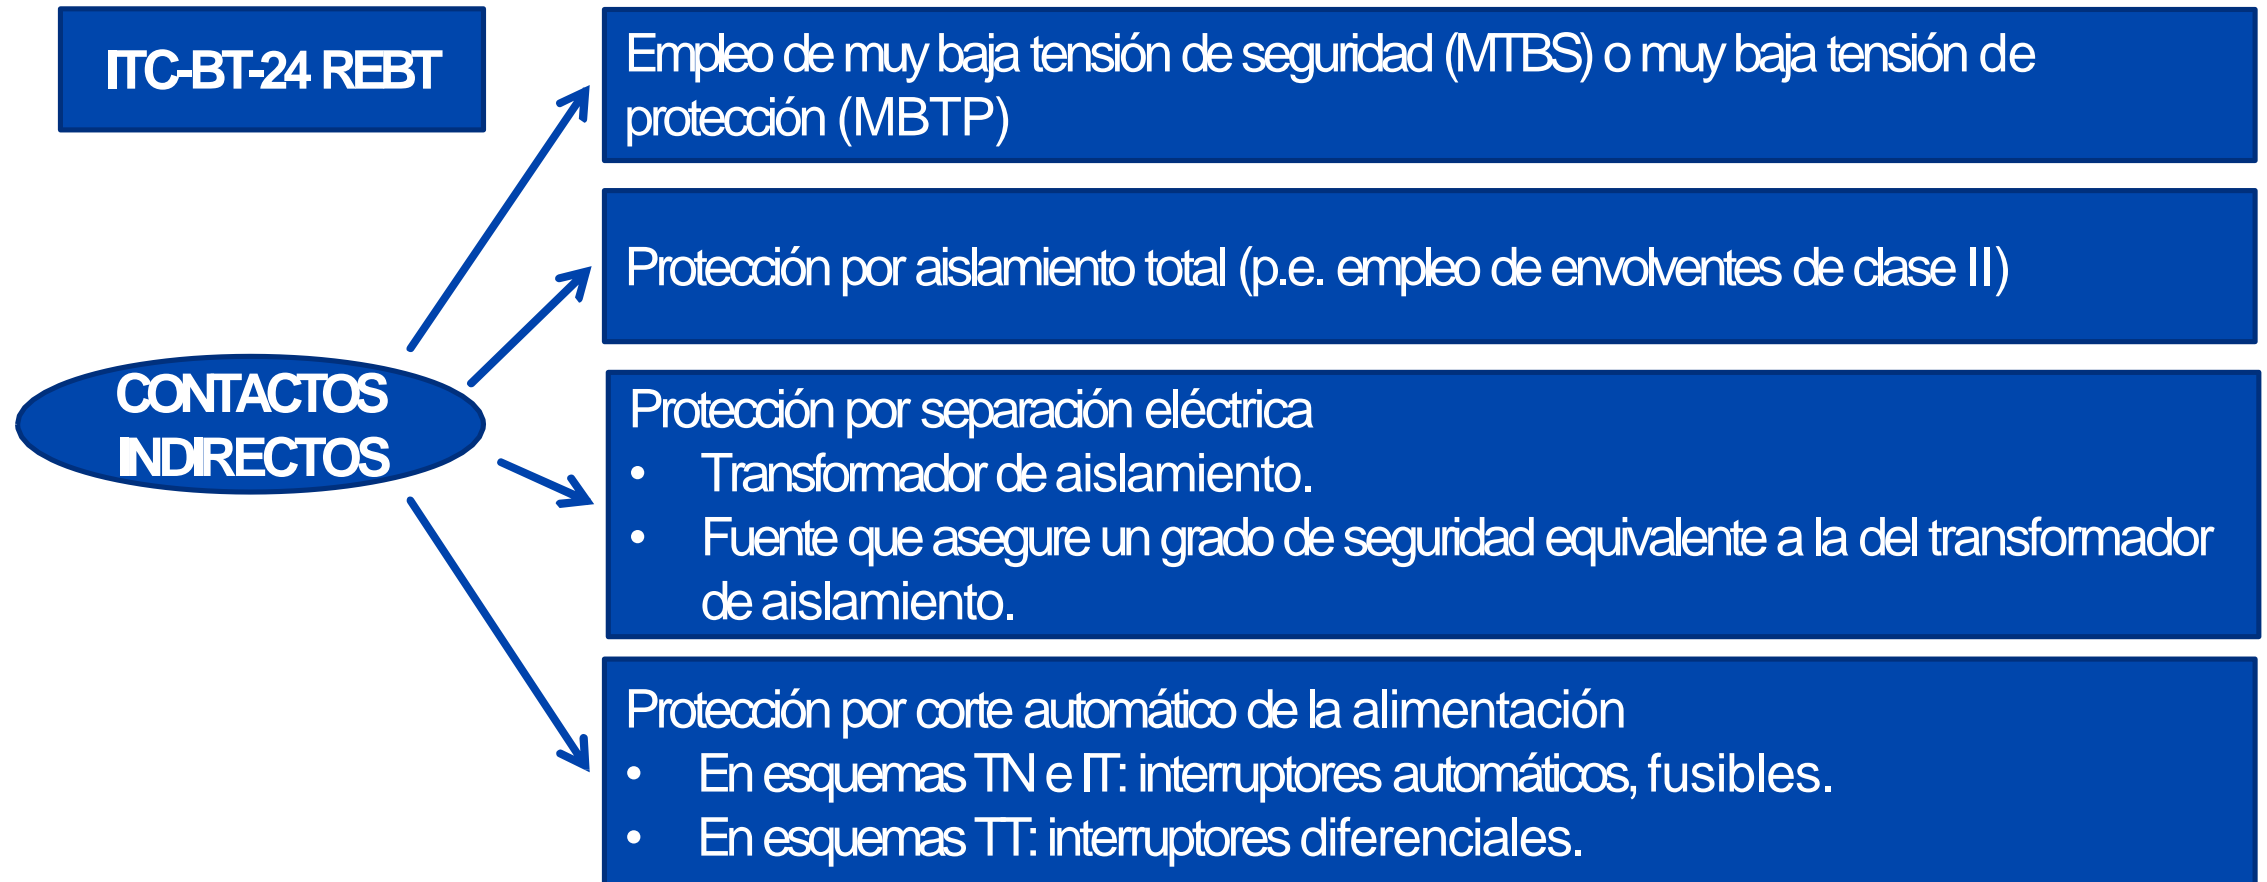 ITC-BT-24 REBT
Empleo de muy baja tensión de seguridad (MTBS) o muy baja tensión de
protección (MBTP)
Protección por aislamiento total (p.e. empleo de envolventes de clase II)
CONTACTOS
INDIRECTOS
Protección por separación eléctrica
• Transformador de aislamiento.
• Fuente que asegure un grado de seguridad equivalente a la del transformador
de aislamiento.
Protección por corte automático de la alimentación
• En esquemas TN e IT: interruptores automáticos, fusibles.
• En esquemas TT: interruptores diferenciales.